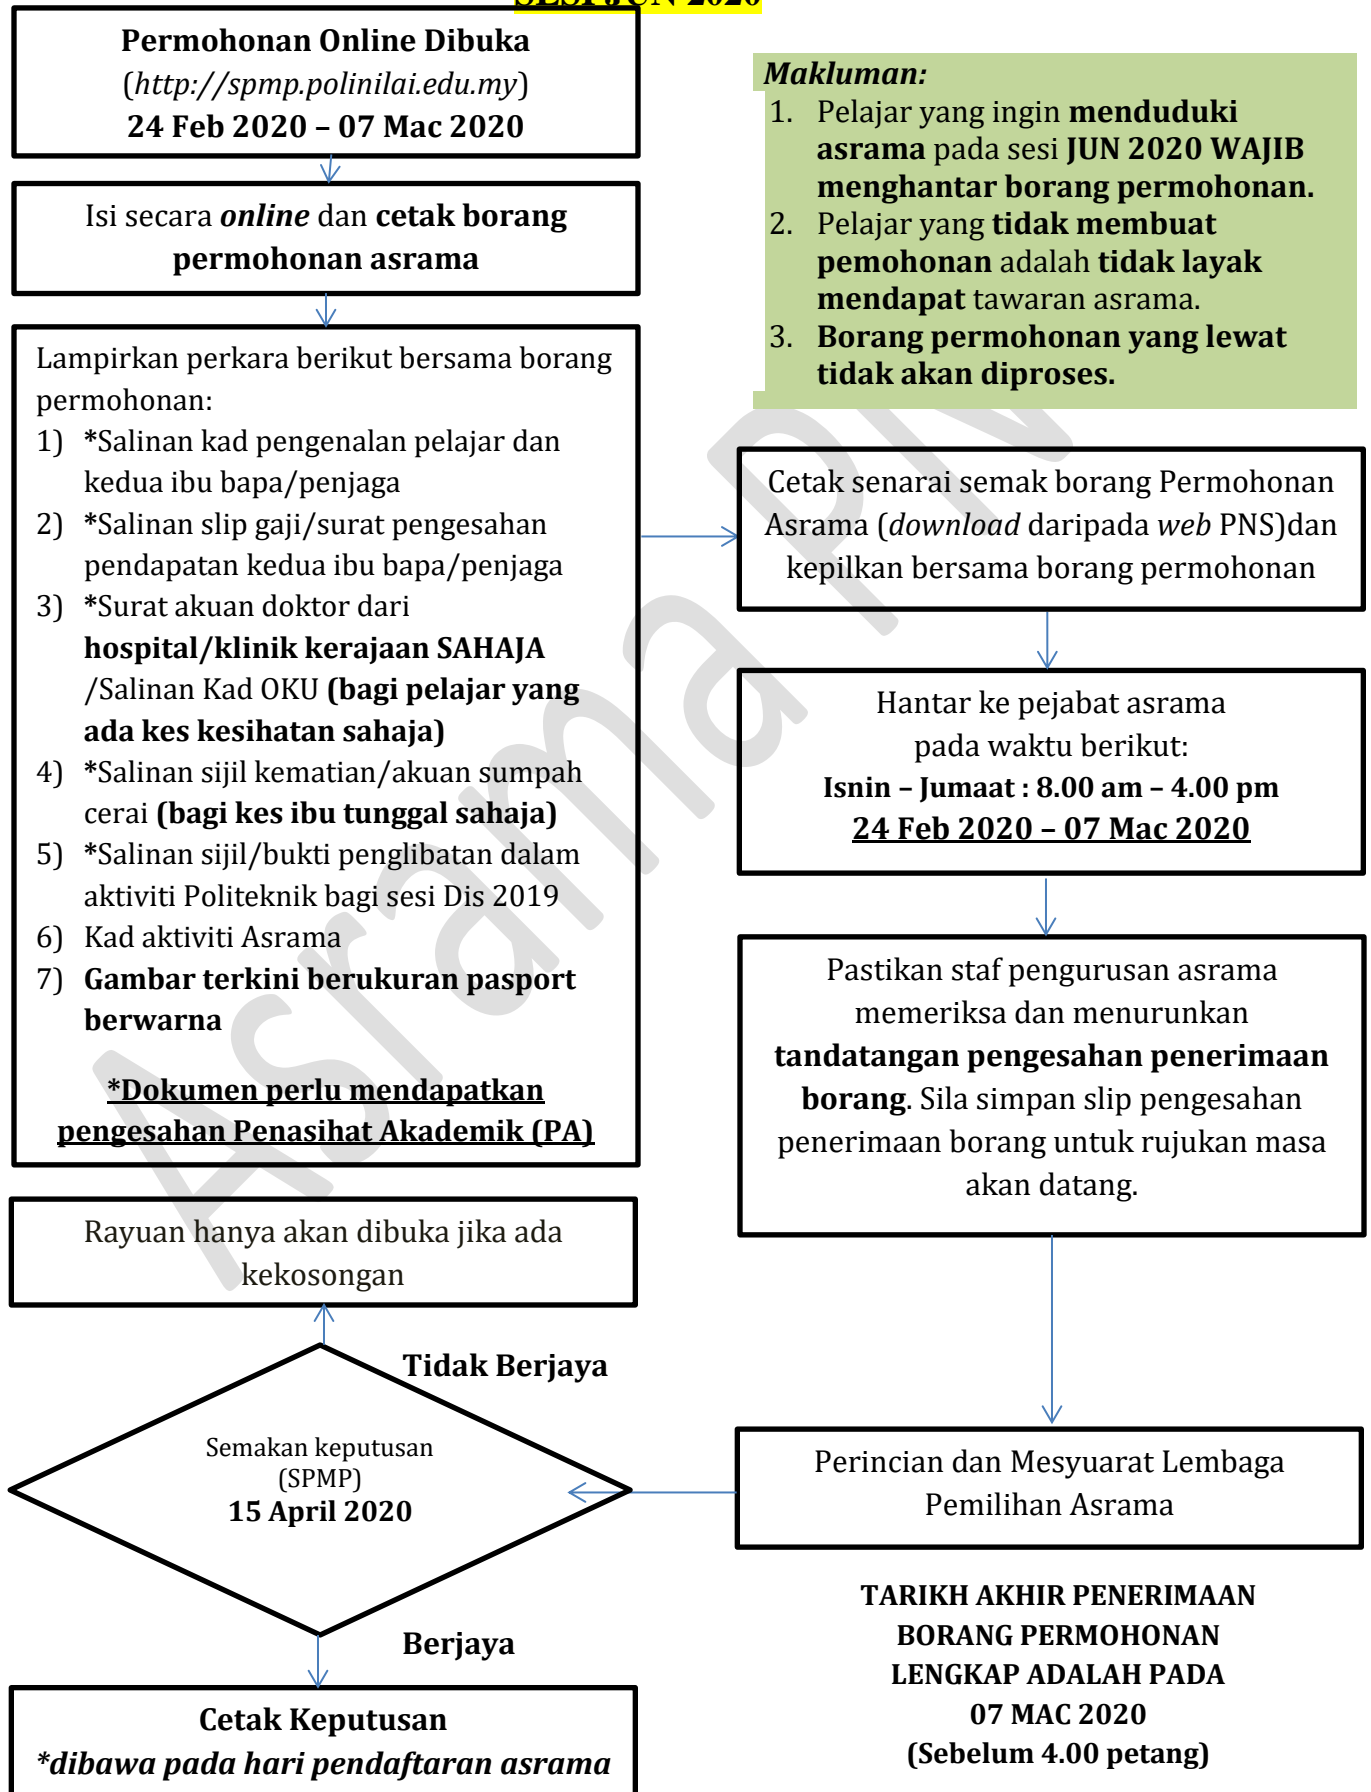 SESI JUN 2020
Permohonan Online Dibuka
(http://spmp.polinilai.edu.my)
24 Feb 2020 – 07 Mac 2020
Isi secara online dan cetak borang
permohonan asrama
Lampirkan perkara berikut bersama borang
permohonan:
1) *Salinan kad pengenalan pelajar dan
kedua ibu bapa/penjaga
2) *Salinan slip gaji/surat pengesahan
pendapatan kedua ibu bapa/penjaga
3) *Surat akuan doktor dari
hospital/klinik kerajaan SAHAJA
/Salinan Kad OKU (bagi pelajar yang
ada kes kesihatan sahaja)
4) *Salinan sijil kematian/akuan sumpah
cerai (bagi kes ibu tunggal sahaja)
5) *Salinan sijil/bukti penglibatan dalam
aktiviti Politeknik bagi sesi Dis 2019
6) Kad aktiviti Asrama
7) Gambar terkini berukuran pasport
berwarna
*Dokumen perlu mendapatkan
pengesahan Penasihat Akademik (PA)
Makluman:
1. Pelajar yang ingin menduduki
asrama pada sesi JUN 2020 WAJIB
menghantar borang permohonan.
2. Pelajar yang tidak membuat
pemohonan adalah tidak layak
mendapat tawaran asrama.
3. Borang permohonan yang lewat
tidak akan diproses.
Cetak senarai semak borang Permohonan
Asrama (download daripada web PNS)dan
kepilkan bersama borang permohonan
Hantar ke pejabat asrama
pada waktu berikut:
Isnin – Jumaat : 8.00 am – 4.00 pm
24 Feb 2020 – 07 Mac 2020
Pastikan staf pengurusan asrama
memeriksa dan menurunkan
tandatangan pengesahan penerimaan
borang. Sila simpan slip pengesahan
penerimaan borang untuk rujukan masa
akan datang.
Perincian dan Mesyuarat Lembaga
Pemilihan Asrama
Semakan keputusan
(SPMP)
15 April 2020
Tidak Berjaya
Rayuan hanya akan dibuka jika ada
kekosongan
Berjaya
Cetak Keputusan
*dibawa pada hari pendaftaran asrama
TARIKH AKHIR PENERIMAAN
BORANG PERMOHONAN
LENGKAP ADALAH PADA
07 MAC 2020
(Sebelum 4.00 petang)